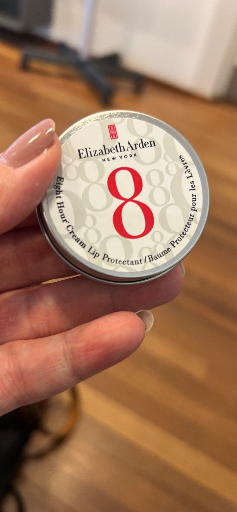 Elizabeth Arden
NEW YORK
8
Eight Hour Cream Lip Protectant / Baume Protecteur pour les Lèvres